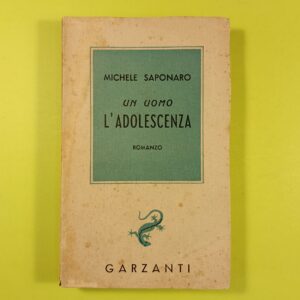 MICHELE SAPONARO
UN UOMO
L'ADOLESCENZA
ROMANZO
GARZANTI